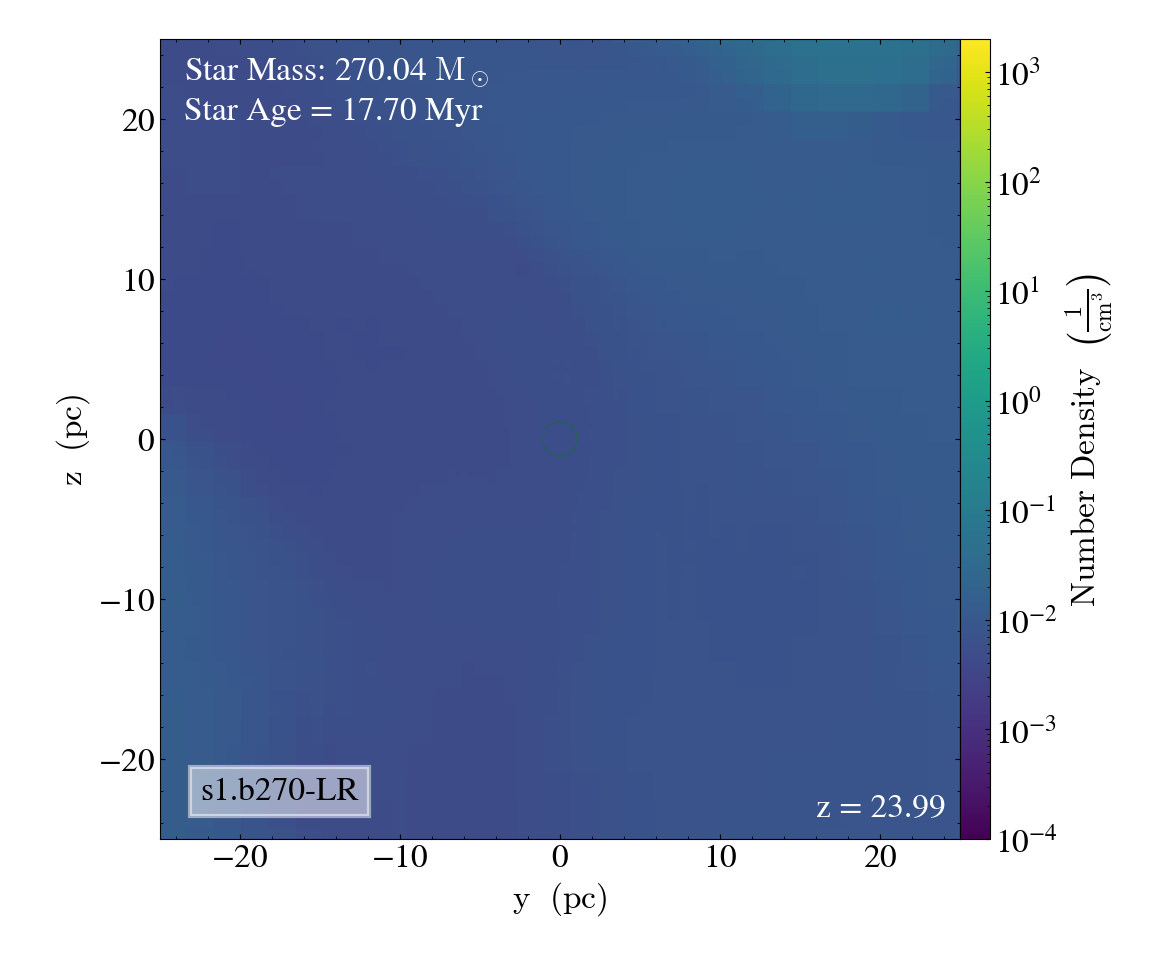 Star Mass: 270.04 M⊙
Star Age = 17.70 Myr
s1.b270-LR
z = 23.99
20
10
0
−10
−20
z (pc)
−20 −10 0 10 20
y (pc)
10³
10²
10¹
10⁰
10⁻¹
10⁻²
10⁻³
10⁻⁴
Number Density (1/cm³)